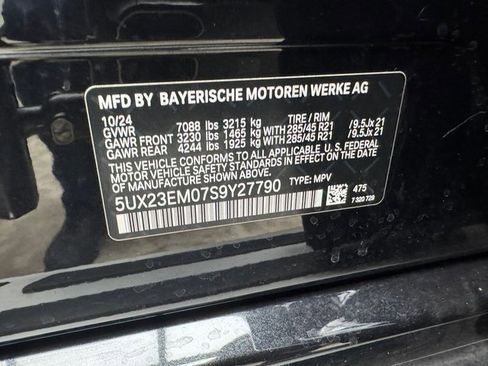 MFD BY BAYERISCHE MOTOREN WERKE AG
10/24 TIRE / RIM
GVWR 7088 lbs 3215 kg
GAWR FRONT 3230 lbs 1465 kg WITH 285/45 R21 /9.5Jx21
GAWR REAR 4244 lbs 1925 kg WITH 285/45 R21 /9.5Jx21
THIS VEHICLE CONFORMS TO ALL APPLICABLE U.S. FEDERAL
MOTOR VEHICLE SAFETY STANDARDS IN EFFECT
ON THE DATE OF MANUFACTURE SHOWN ABOVE.
5UX23EM07S9Y27790 TYPE: MPV 475
7 320 729